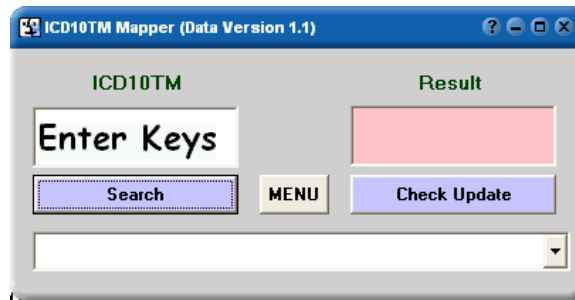 ICD10TM Mapper (Data Version 1.1)
ICD10TM Result
Enter Keys
Search MENU Check Update